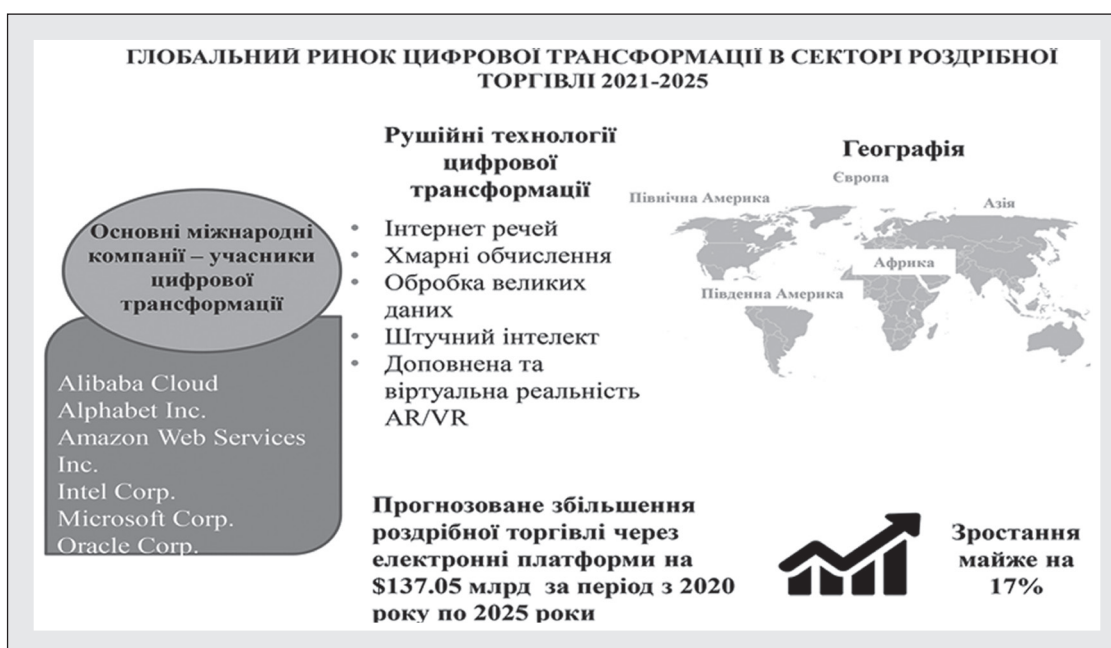 ГЛОБАЛЬНИЙ РИНОК ЦИФРОВОЇ ТРАНСФОРМАЦІЇ В СЕКТОРІ РОЗДРІБНОЇ
ТОРГІВЛІ 2021-2025
Основні міжнародні
компанії – учасники
цифрової
трансформації
Alibaba Cloud
Alphabet Inc.
Amazon Web Services
Inc.
Intel Corp.
Microsoft Corp.
Oracle Corp.
Рушійні технології
цифрової
трансформації
• Інтернет речей
• Хмарні обчислення
• Обробка великих
даних
• Штучний інтелект
• Доповнена та
віртуальна реальність
AR/VR
Географія
Європа
Північна Америка
Азія
Африка
Південна Америка
Прогнозоване збільшення
роздрібної торгівлі через
електронні платформи на
$137.05 млрд за період з 2020
року по 2025 роки
Зростання
майже на
17%